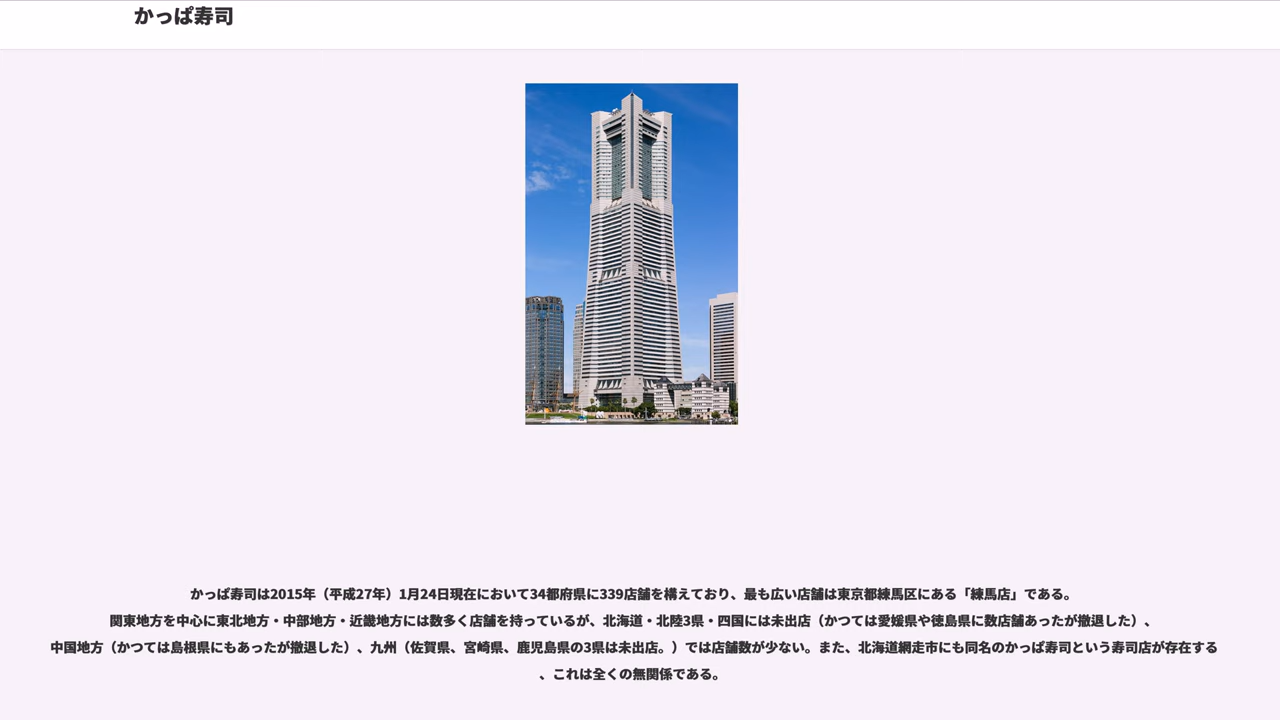 かっぱ寿司
かっぱ寿司は2015年（平成27年）1月24日現在において34都府県に339店舗を構えており、最も広い店舗は東京都練馬区にある「練馬店」である。
関東地方を中心に東北地方・中部地方・近畿地方には数多く店舗を持っているが、北海道・北陸3県・四国には未出店（かつては愛媛県や徳島県に数店舗あったが撤退した）、
中国地方（かつては島根県にもあったが撤退した）、九州（佐賀県、宮崎県、鹿児島県の3県は未出店。）では店舗数が少ない。また、北海道網走市にも同名のかっぱ寿司という寿司店が存在する
、これは全くの無関係である。